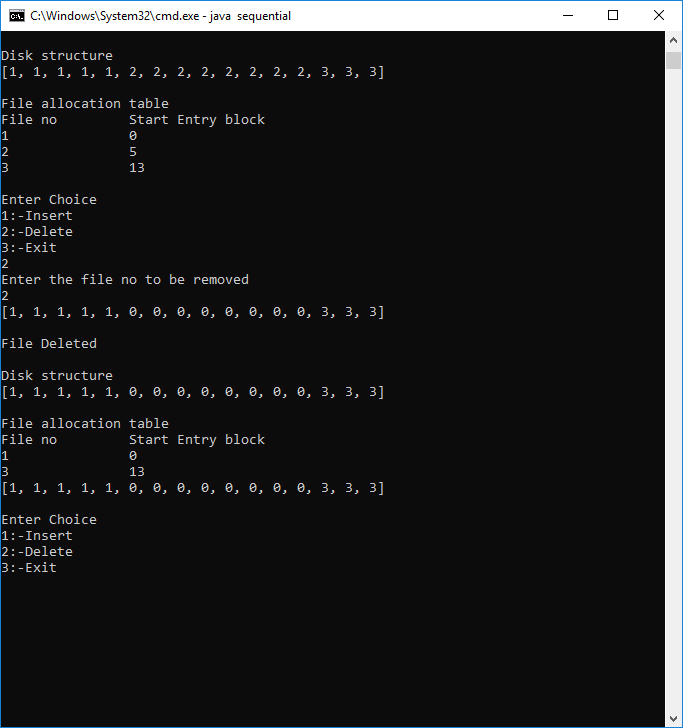 C:\Windows\System32\cmd.exe - java  sequential
Disk structure
[1, 1, 1, 1, 1, 2, 2, 2, 2, 2, 2, 2, 2, 3, 3, 3]
File allocation table
File no         Start Entry block
1               0
2               5
3               13
Enter Choice
1:-Insert
2:-Delete
3:-Exit
2
Enter the file no to be removed
2
[1, 1, 1, 1, 1, 0, 0, 0, 0, 0, 0, 0, 0, 3, 3, 3]
File Deleted
Disk structure
[1, 1, 1, 1, 1, 0, 0, 0, 0, 0, 0, 0, 0, 3, 3, 3]
File allocation table
File no         Start Entry block
1               0
3               13
[1, 1, 1, 1, 1, 0, 0, 0, 0, 0, 0, 0, 0, 3, 3, 3]
Enter Choice
1:-Insert
2:-Delete
3:-Exit